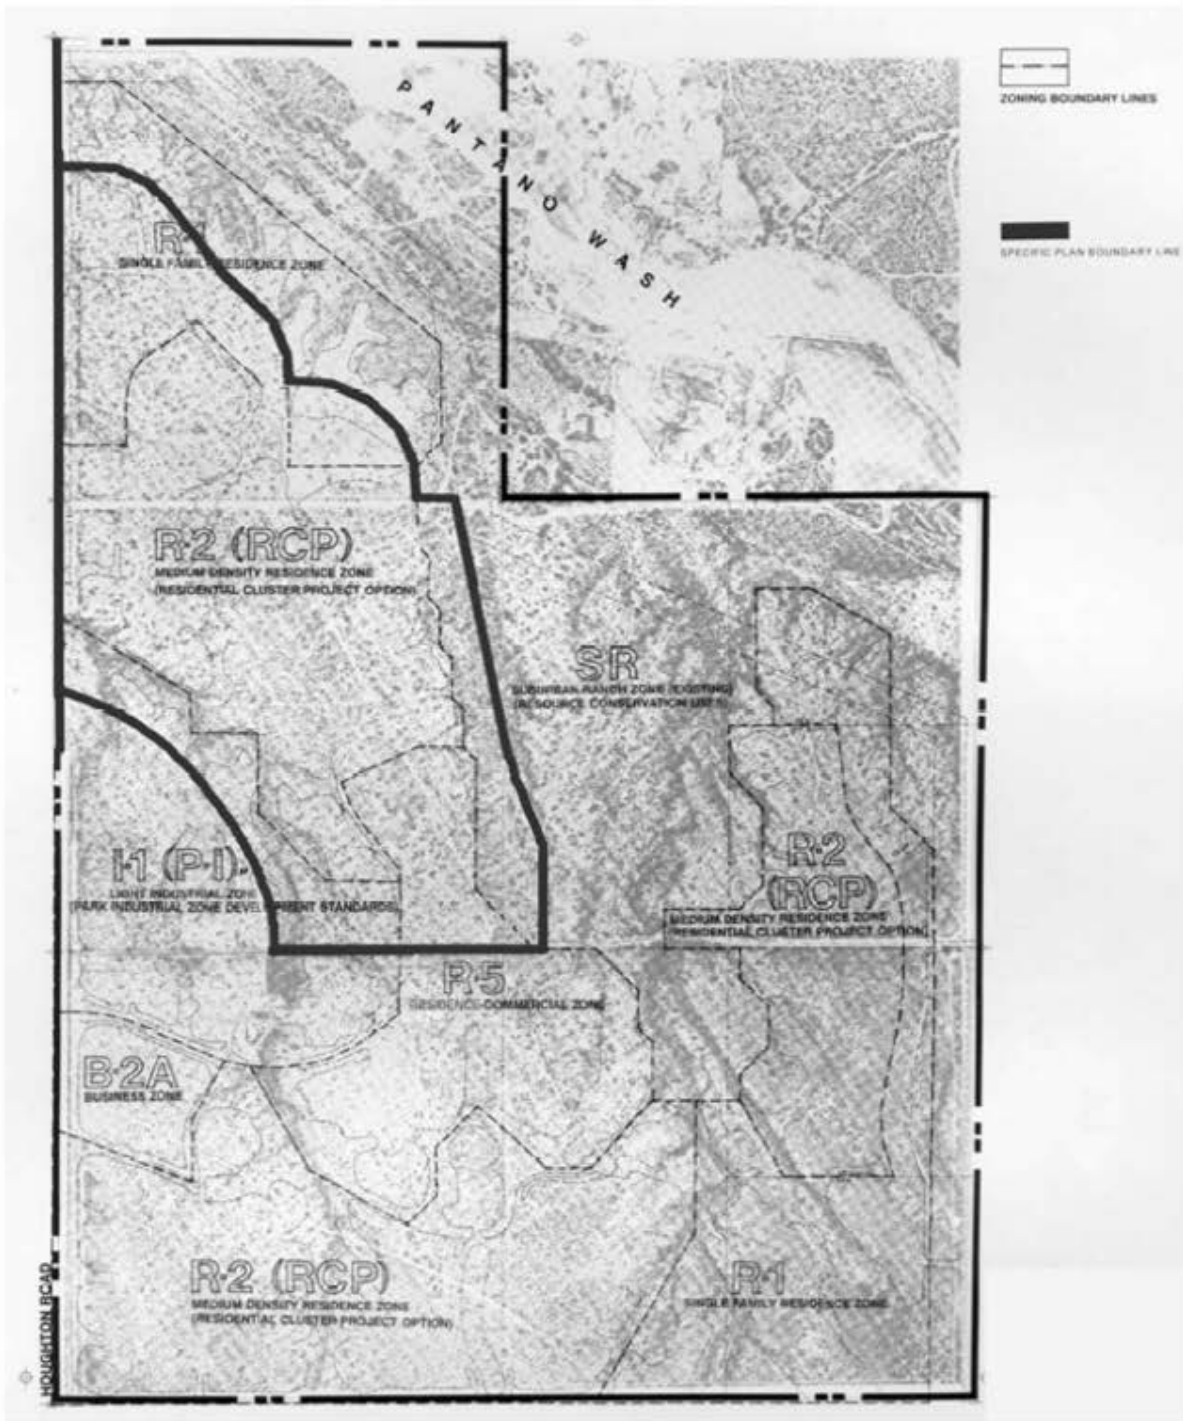 PANTANO WASH
ZONING BOUNDARY LINES
SPECIFIC PLAN BOUNDARY LINE
R-1
SINGLE FAMILY RESIDENCE ZONE
R-2 (RCP)
MEDIUM DENSITY RESIDENCE ZONE
(RESIDENTIAL CLUSTER PROJECT OPTION)
SR
SUBURBAN RANCH ZONE (EXISTING)
(RESOURCE CONSERVATION USES)
I-1 (P-I)
LIGHT INDUSTRIAL ZONE
(PARK INDUSTRIAL ZONE DEVELOPMENT STANDARDS)
R-2
(RCP)
MEDIUM DENSITY RESIDENCE ZONE
(RESIDENTIAL CLUSTER PROJECT OPTION)
R-5
RESIDENCE-COMMERCIAL ZONE
B-2A
BUSINESS ZONE
R-2 (RCP)
MEDIUM DENSITY RESIDENCE ZONE
(RESIDENTIAL CLUSTER PROJECT OPTION)
R-1
SINGLE FAMILY RESIDENCE ZONE
HOUGHTON ROAD